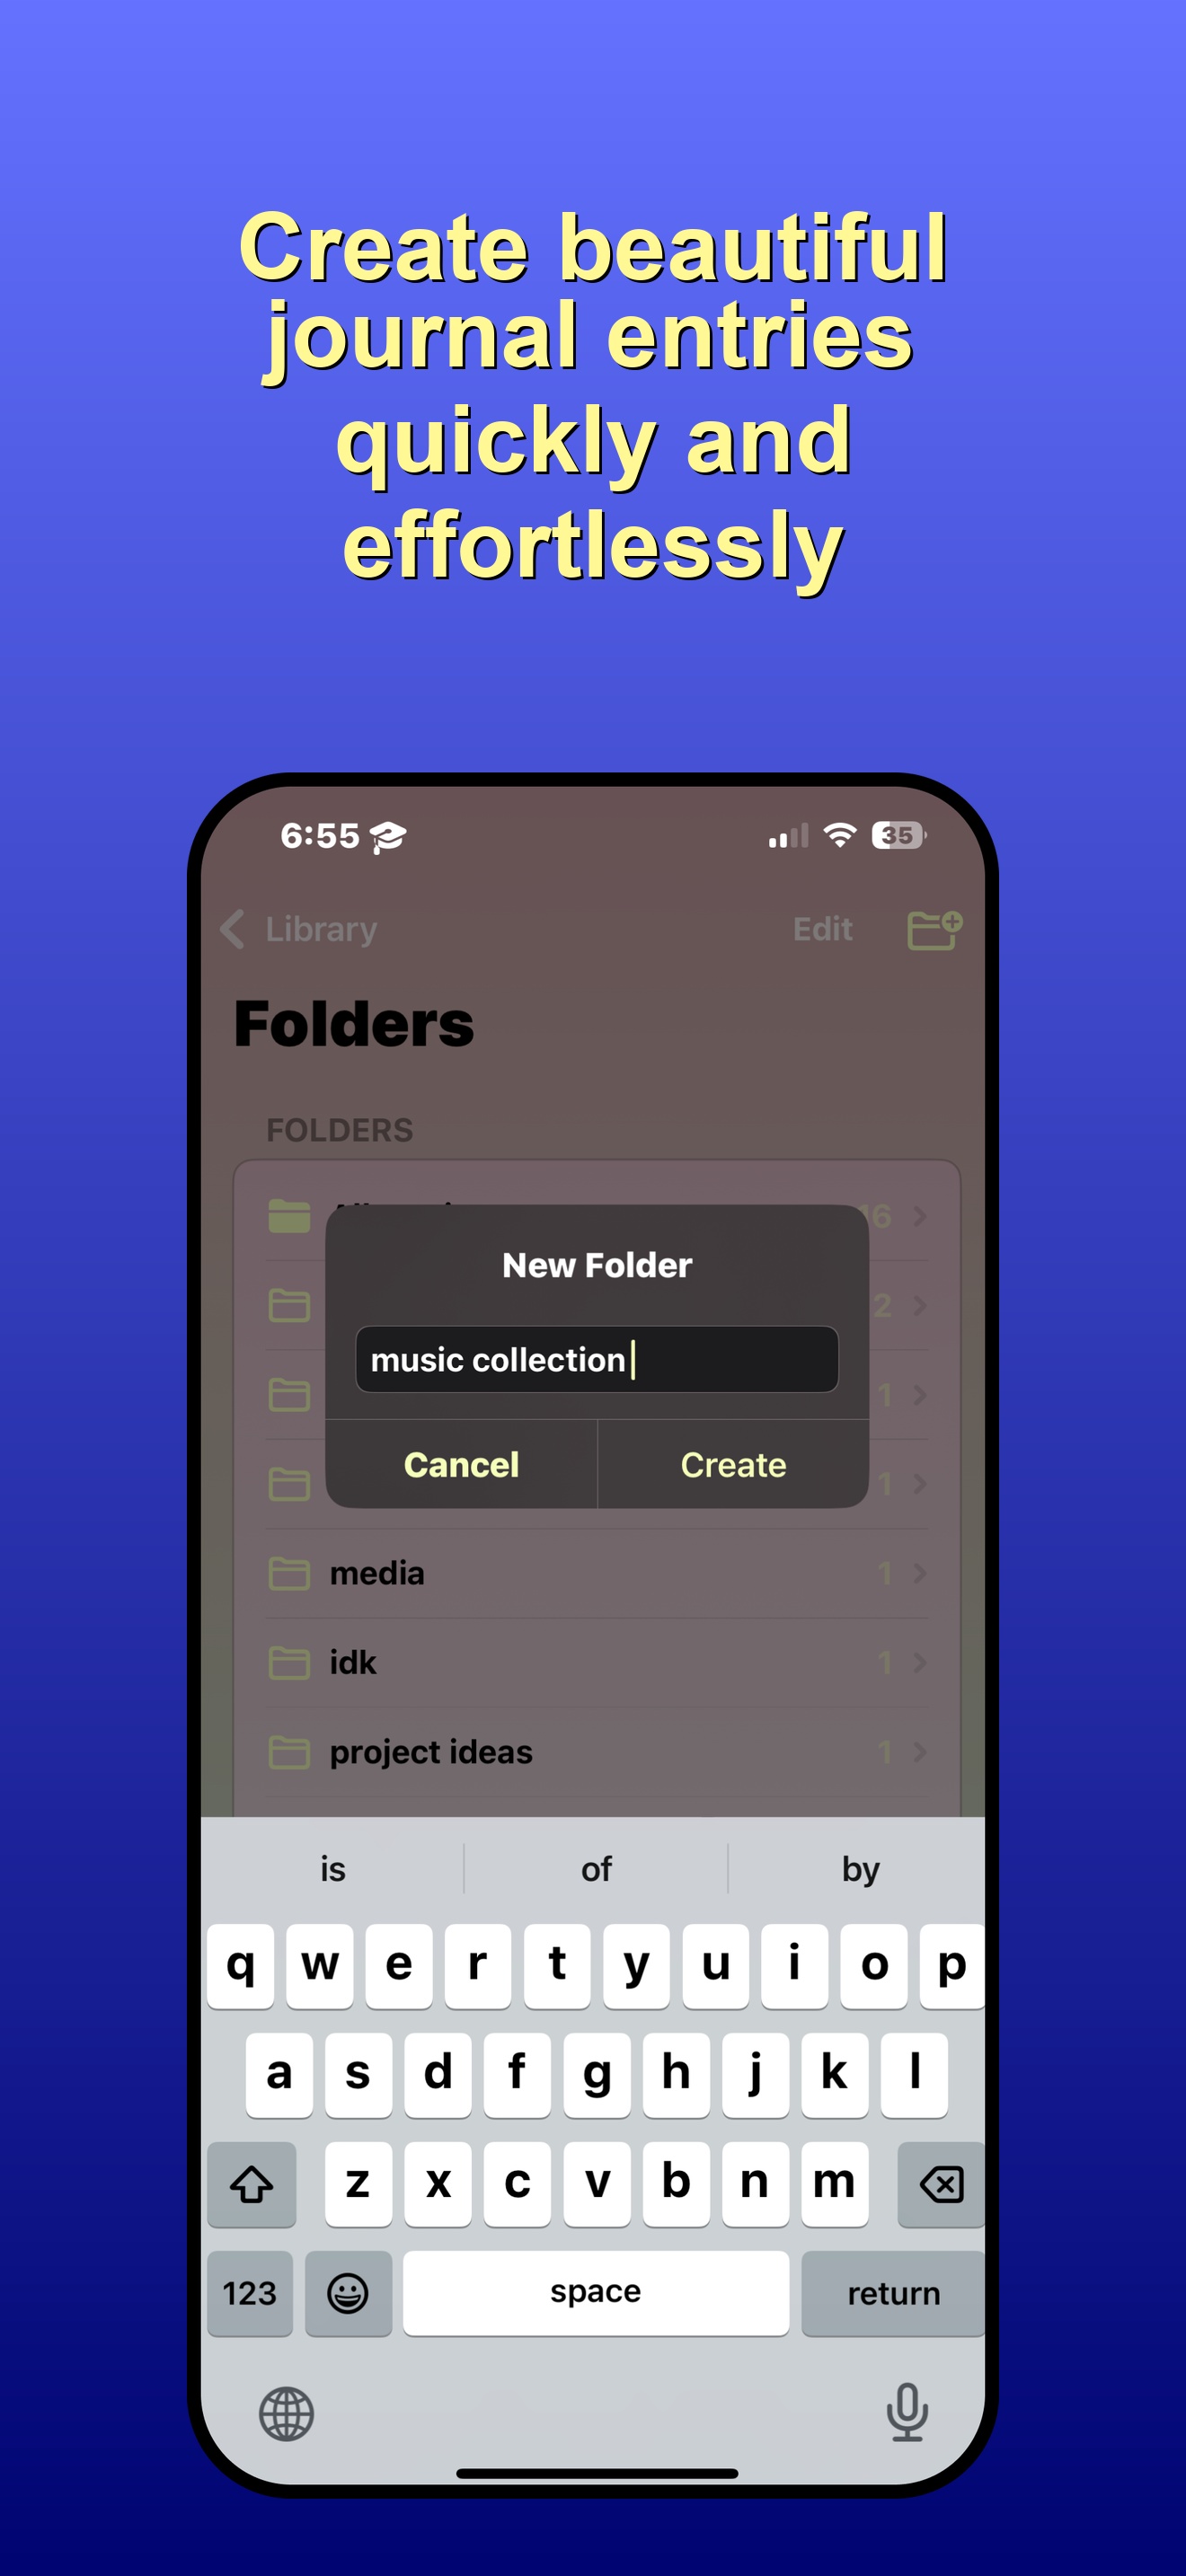 Create beautiful
journal entries
quickly and
effortlessly
6:55
35
Library
Edit
Folders
FOLDERS
16
New Folder
2
music collection
1
Cancel
Create
1
media
1
idk
1
project ideas
1
is
of
by
q w e r t y u i o p
a s d f g h j k l
z x c v b n m
123
space
return